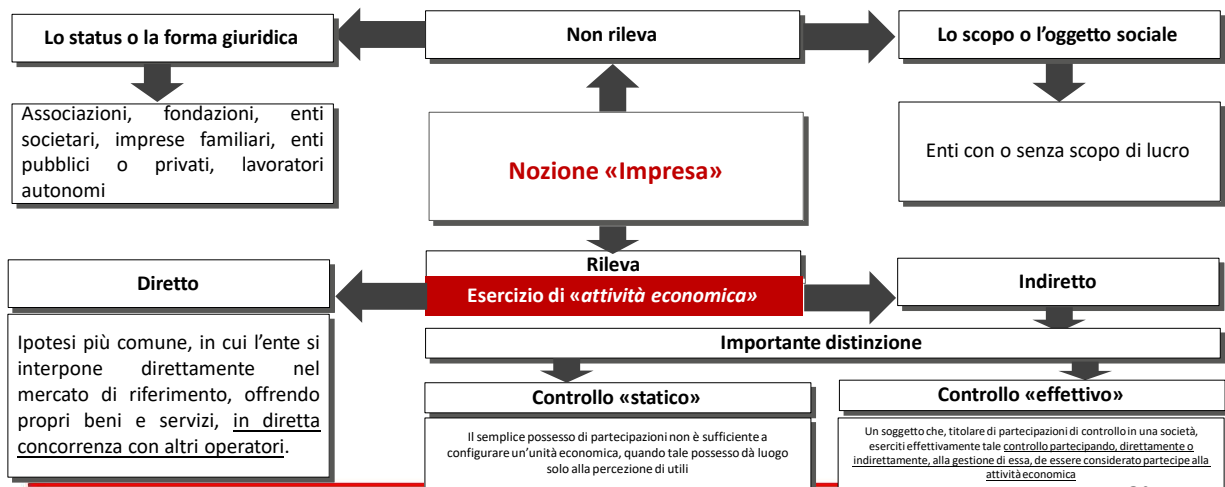 Lo status o la forma giuridica
Non rileva
Lo scopo o l'oggetto sociale
Associazioni, fondazioni, enti
societari, imprese familiari, enti
pubblici o privati, lavoratori
autonomi
Nozione «Impresa»
Enti con o senza scopo di lucro
Rileva
Esercizio di «attività economica»
Diretto
Indiretto
Ipotesi più comune, in cui l'ente si
interpone direttamente nel
mercato di riferimento, offrendo
propri beni e servizi, in diretta
concorrenza con altri operatori.
Importante distinzione
Controllo «statico»
Controllo «effettivo»
Il semplice possesso di partecipazioni non è sufficiente a
configurare un'unità economica, quando tale possesso dà luogo
solo alla percezione di utili
Un soggetto che, titolare di partecipazioni di controllo in una società,
eserciti effettivamente tale controllo partecipando, direttamente o
indirettamente, alla gestione di essa, de essere considerato partecipe alla
attività economica